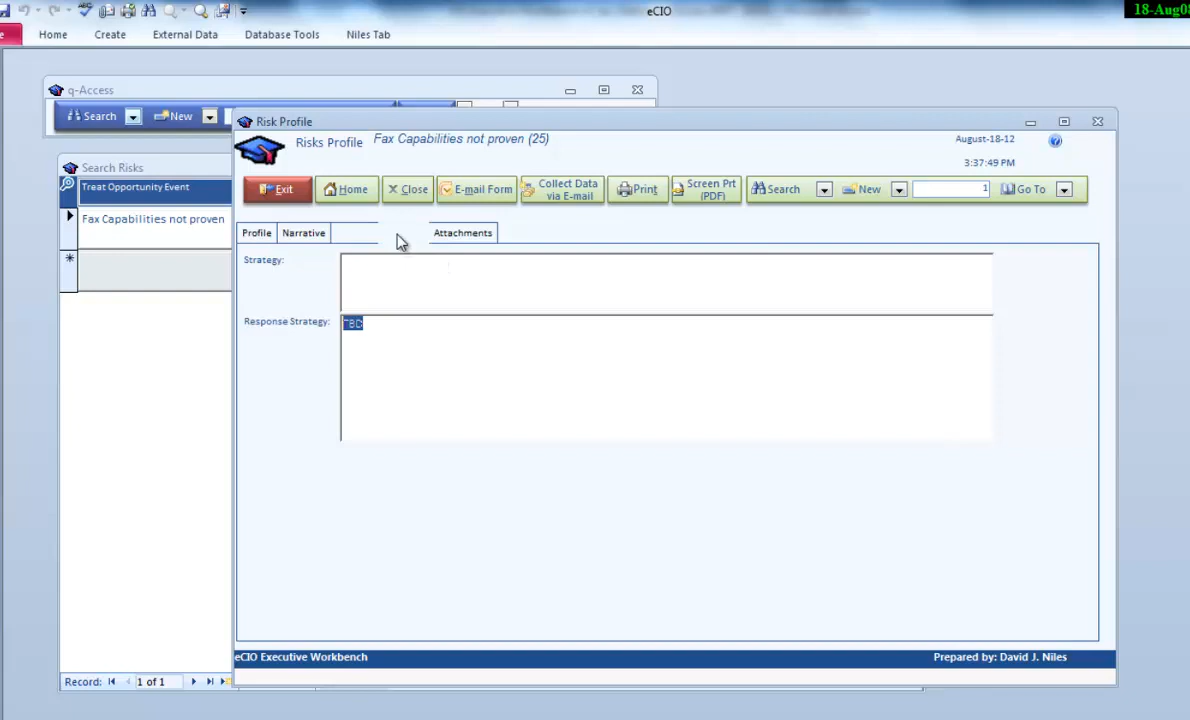 eCIO
18-Aug0
Home Create External Data Database Tools Niles Tab
q-Access
Search New
Risk Profile
Risks Profile Fax Capabilities not proven (25)
August-18-12
3:37:49 PM
Search Risks
Treat Opportunity Event
Fax Capabilities not proven
Exit Home Close E-mail Form Collect Data via E-mail Print Screen Prt (PDF) Search New 1 Go To
Profile Narrative Attachments
Strategy:
Response Strategy: TBD
eCIO Executive Workbench Prepared by: David J. Niles
Record: 1 of 1